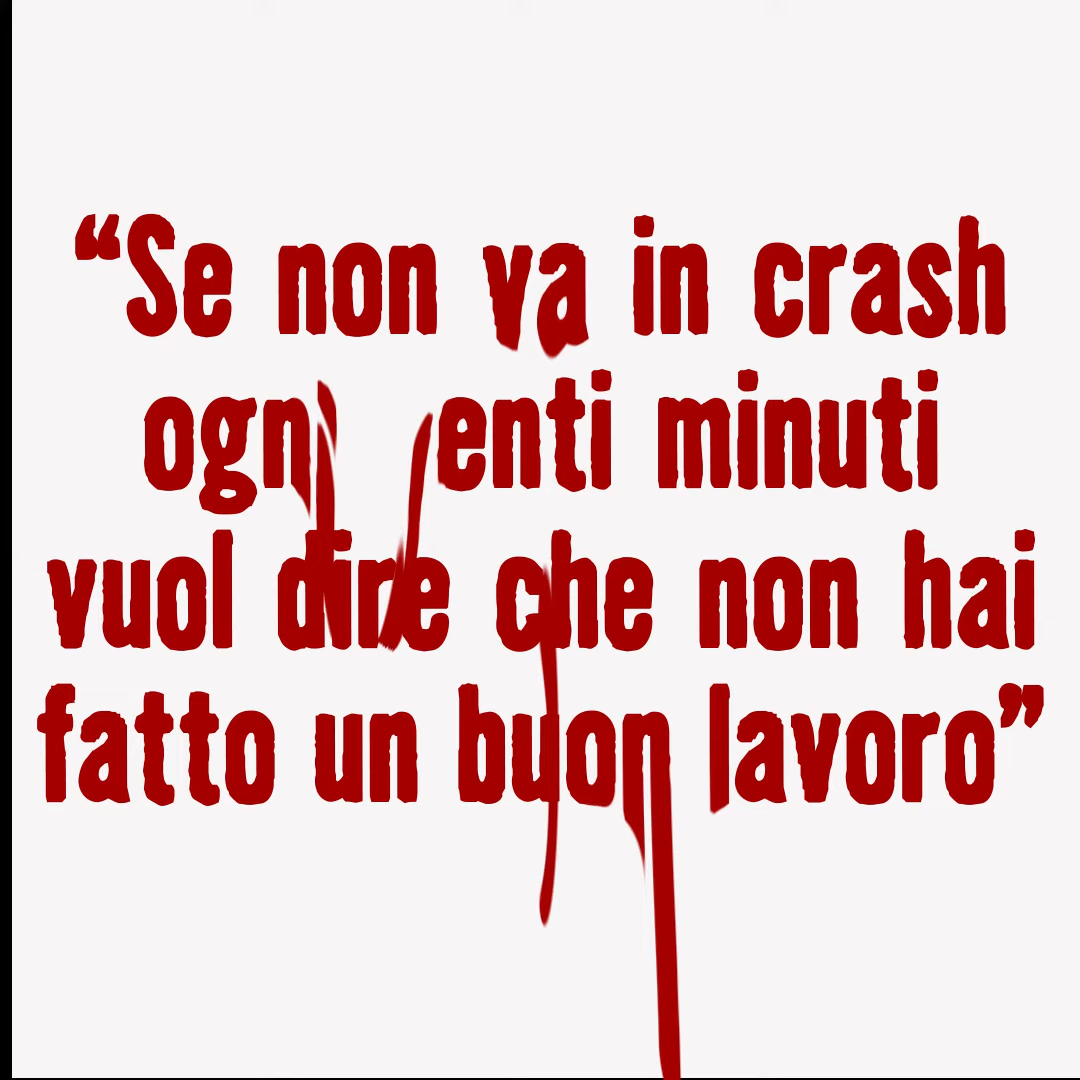 “Se non va in crash
ogni venti minuti
vuol dire che non hai
fatto un buon lavoro”